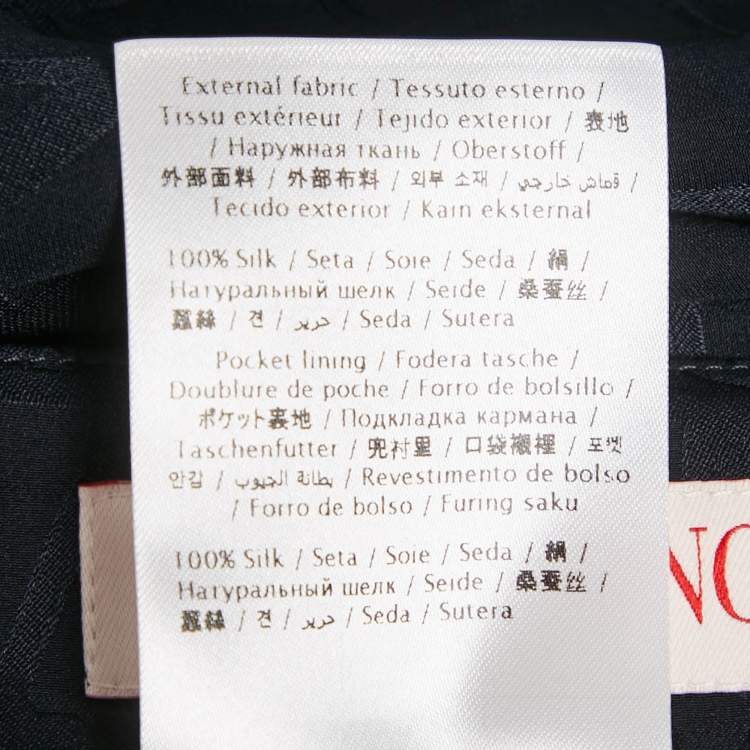 External fabric / Tessuto esterno /
Tissu extérieur / Tejido exterior / 表地
/ Наружная ткань / Oberstoff /
外部面料 / 外部布料 / 외부 소재 / قماش خارجي /
Tecido exterior / Kain eksternal
100% Silk / Seta / Soie / Seda / 絹 /
Натуральный шелк / Seide / 桑蚕丝 /
蠶絲 / 견 / حرير / Seda / Sutera
Pocket lining / Fodera tasche /
Doublure de poche / Forro de bolsillo /
ポケット裏地 / Подкладка кармана /
Taschenfutter / 兜衬里 / 口袋襯裡 / 포켓
안감 / بطانة الجيوب / Revestimento de bolso
/ Forro de bolso / Furing saku
100% Silk / Seta / Soie / Seda / 絹 /
Натуральный шелк / Seide / 桑蚕丝 /
蠶絲 / 견 / حرير / Seda / Sutera
NO